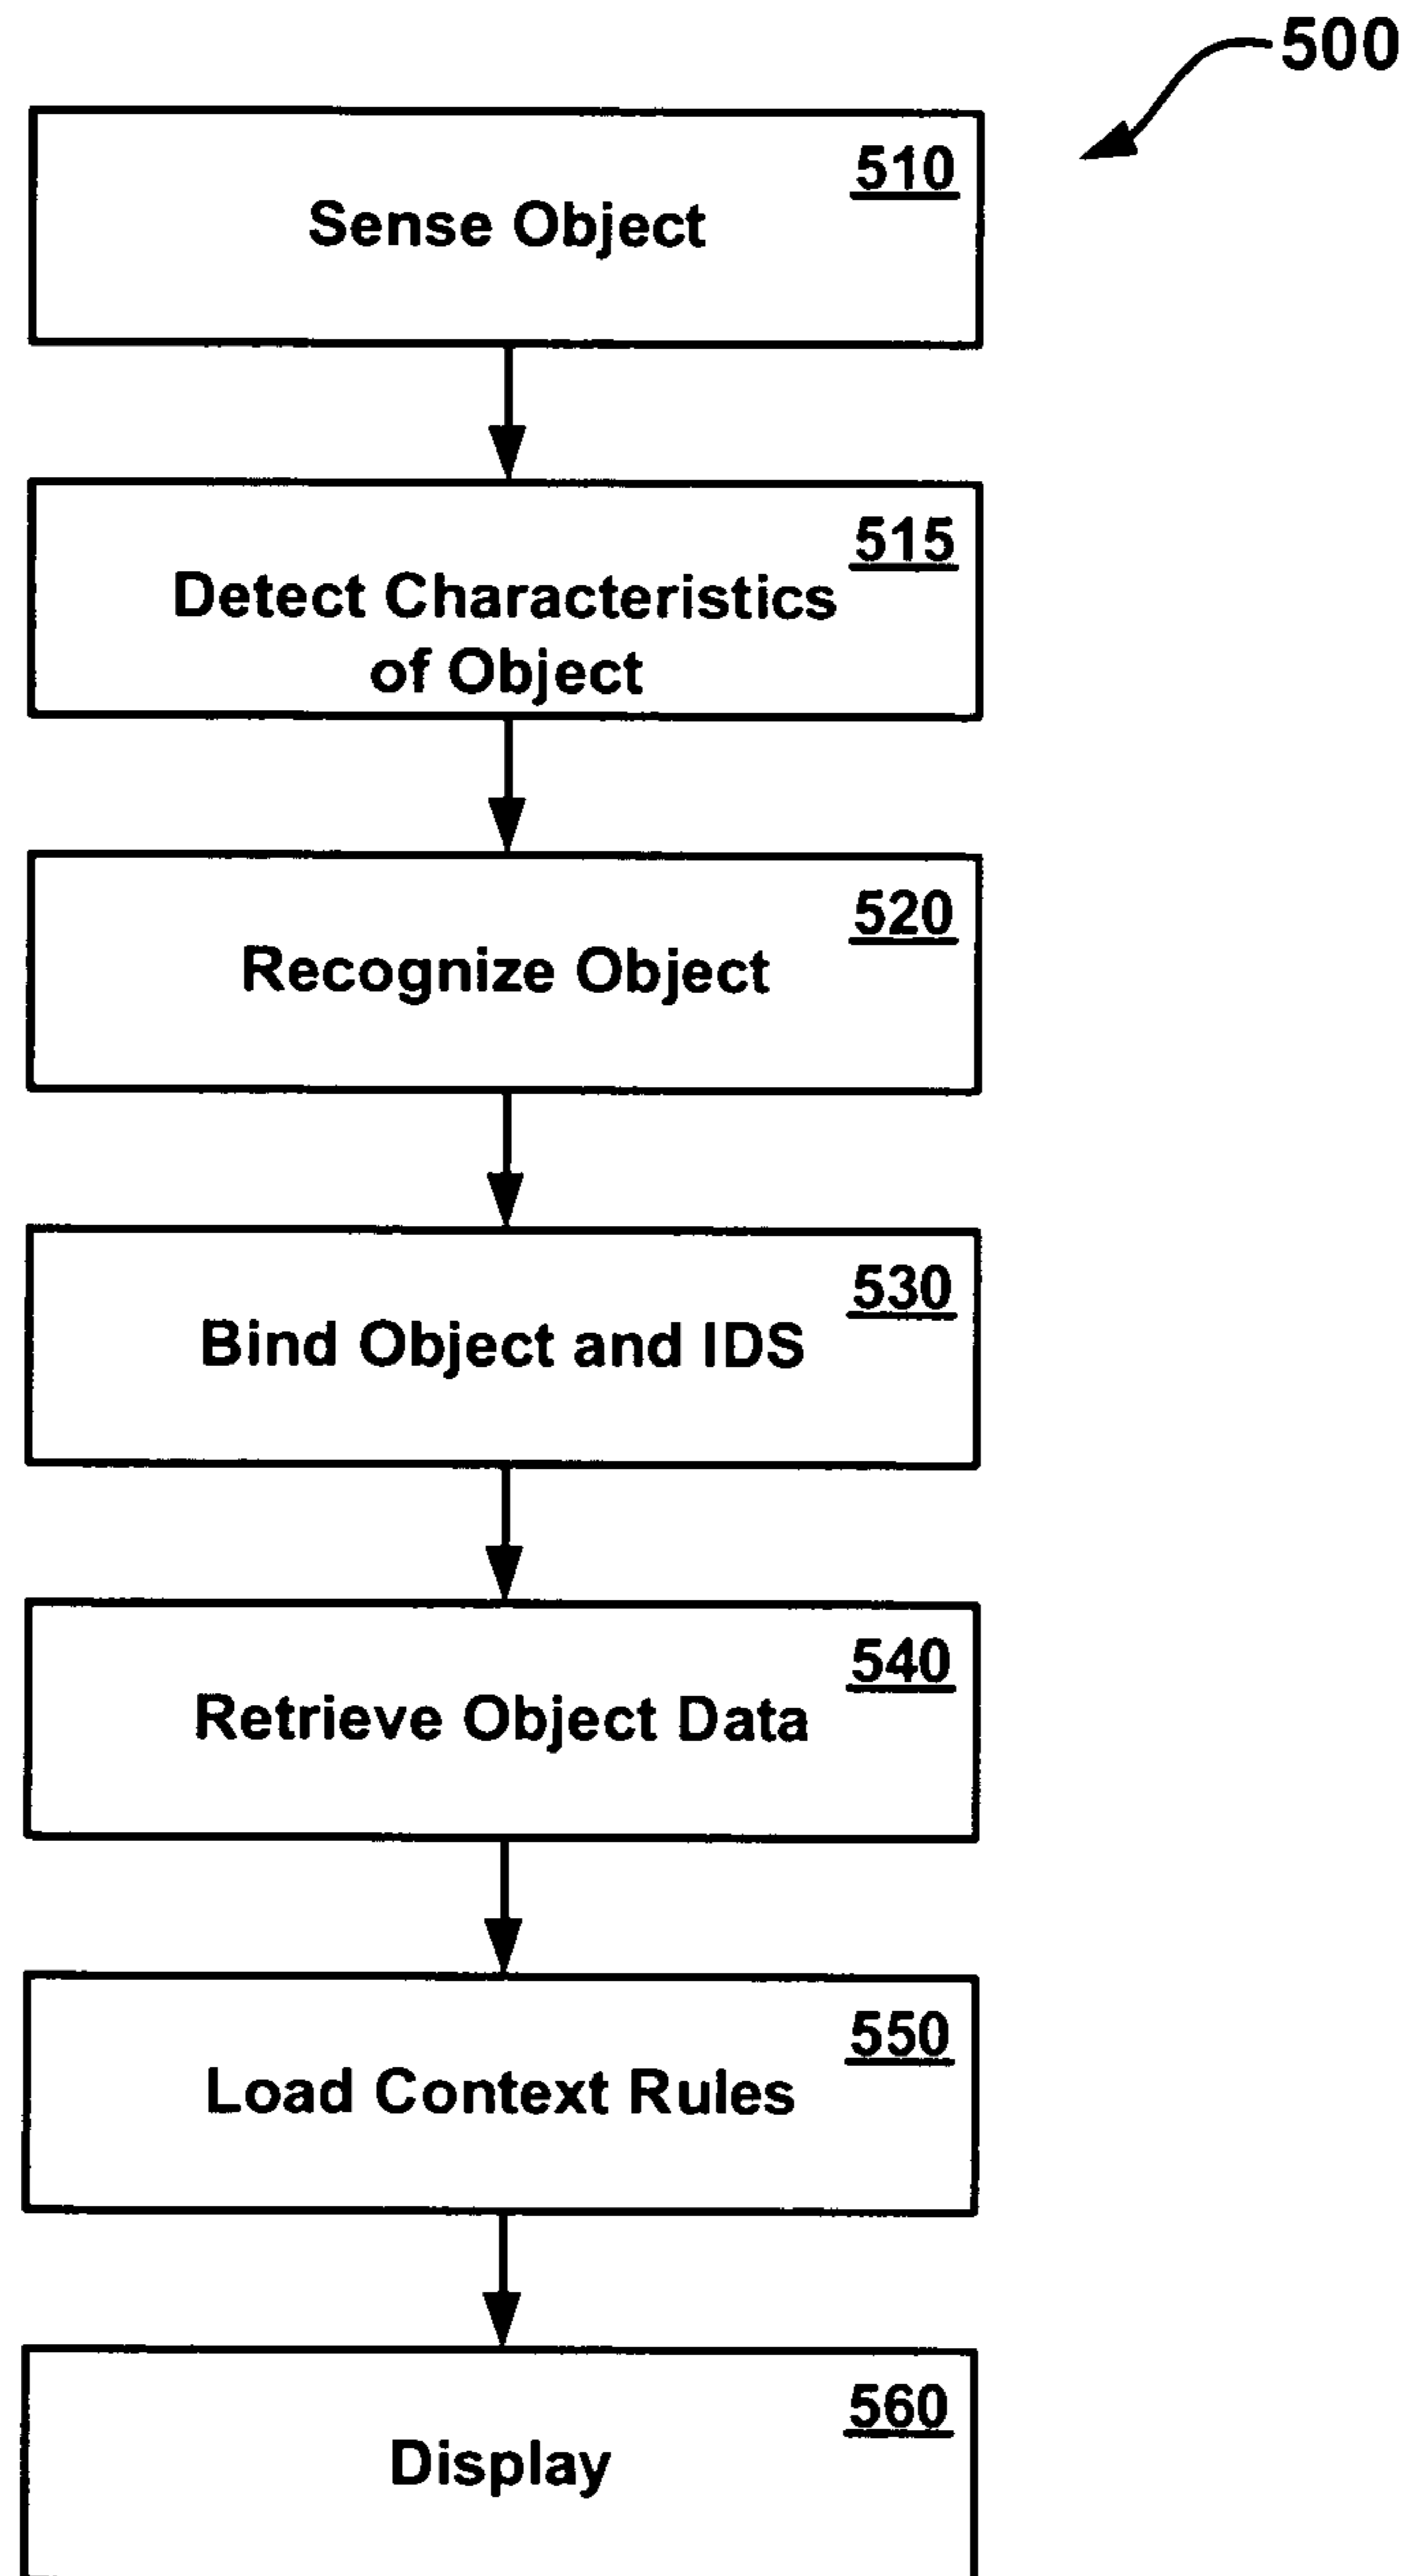 500
510
Sense Object
515
Detect Characteristics
of Object
520
Recognize Object
530
Bind Object and IDS
540
Retrieve Object Data
550
Load Context Rules
560
Display